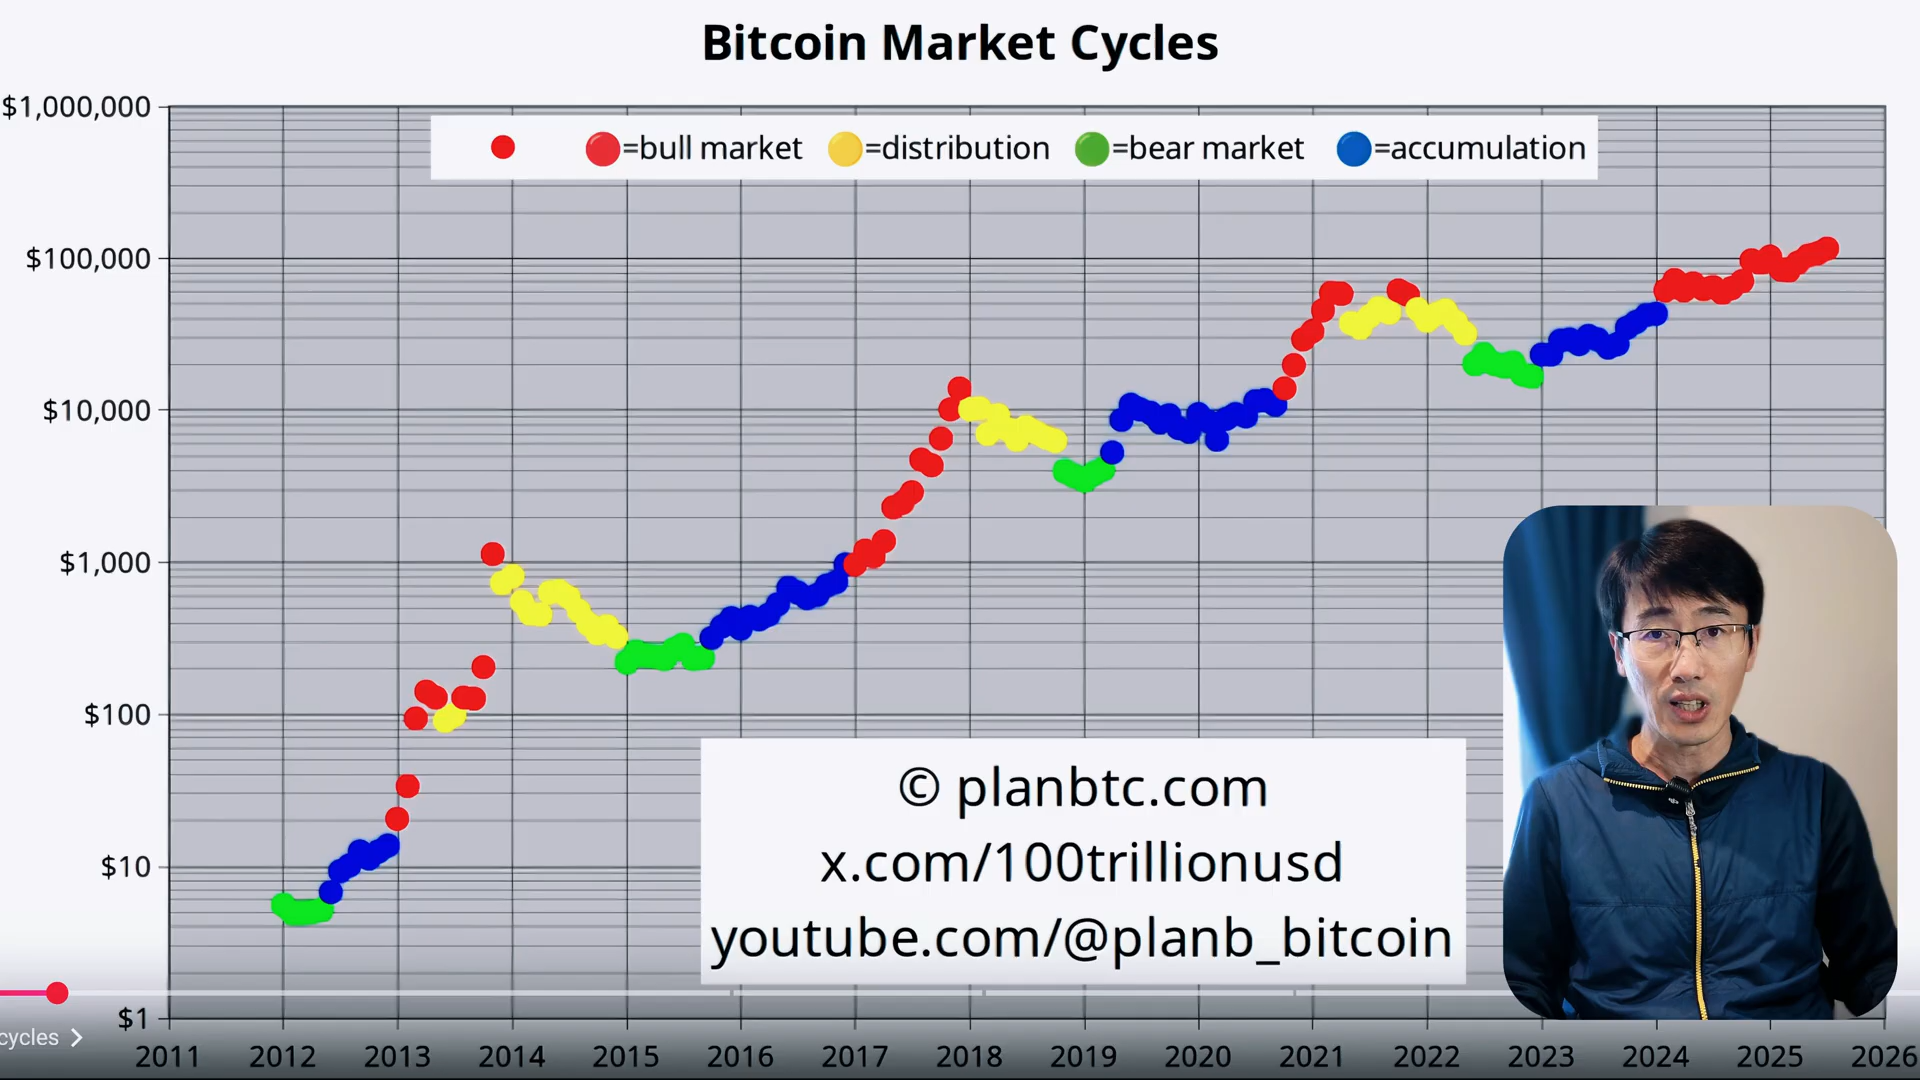 Bitcoin Market Cycles
$1,000,000
=bull market =distribution =bear market =accumulation
$100,000
$10,000
$1,000
$100
$10
$1
© planbtc.com
x.com/100trillionusd
youtube.com/@planb_bitcoin
cycles
2011 2012 2013 2014 2015 2016 2017 2018 2019 2020 2021 2022 2023 2024 2025 2026